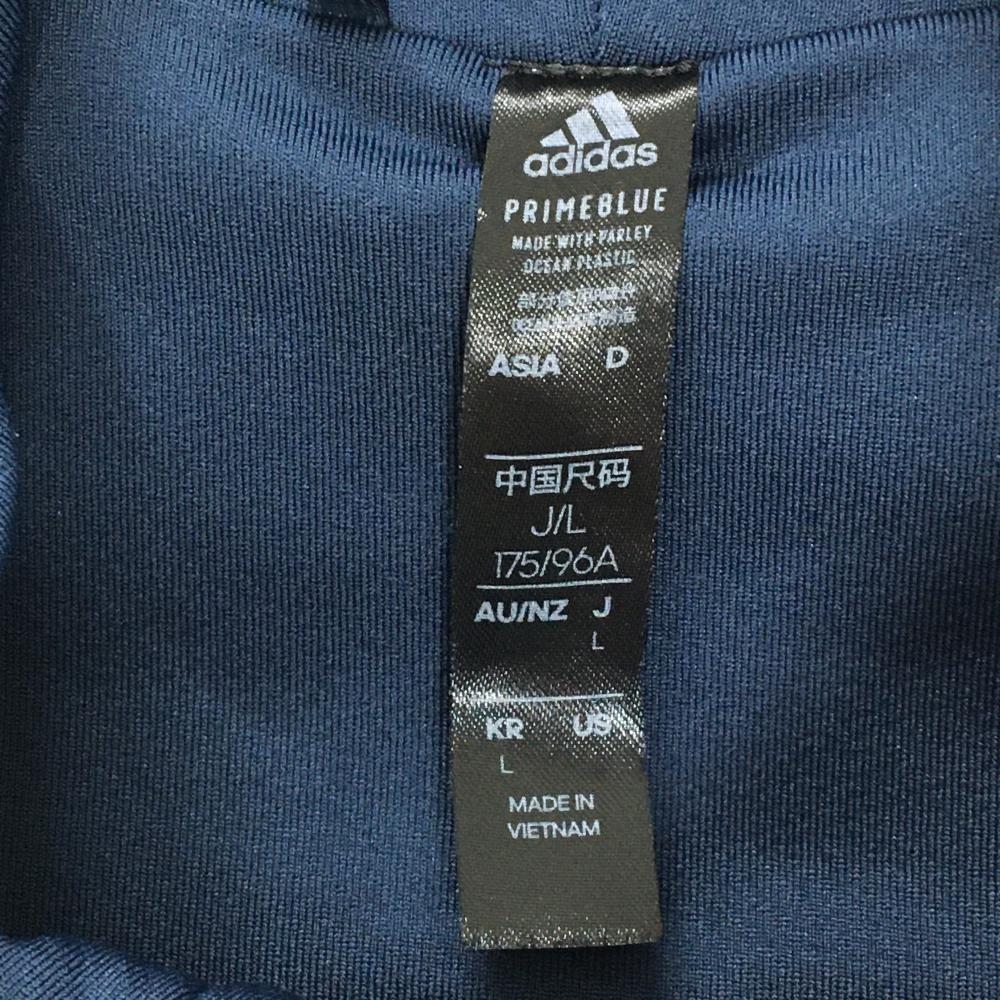 adidas
PRIMEBLUE
MADE WITH PARLEY
OCEAN PLASTIC
ASIA D
中国尺码
J/L
175/96A
AU/NZ J
L
KR US
L
MADE IN
VIETNAM